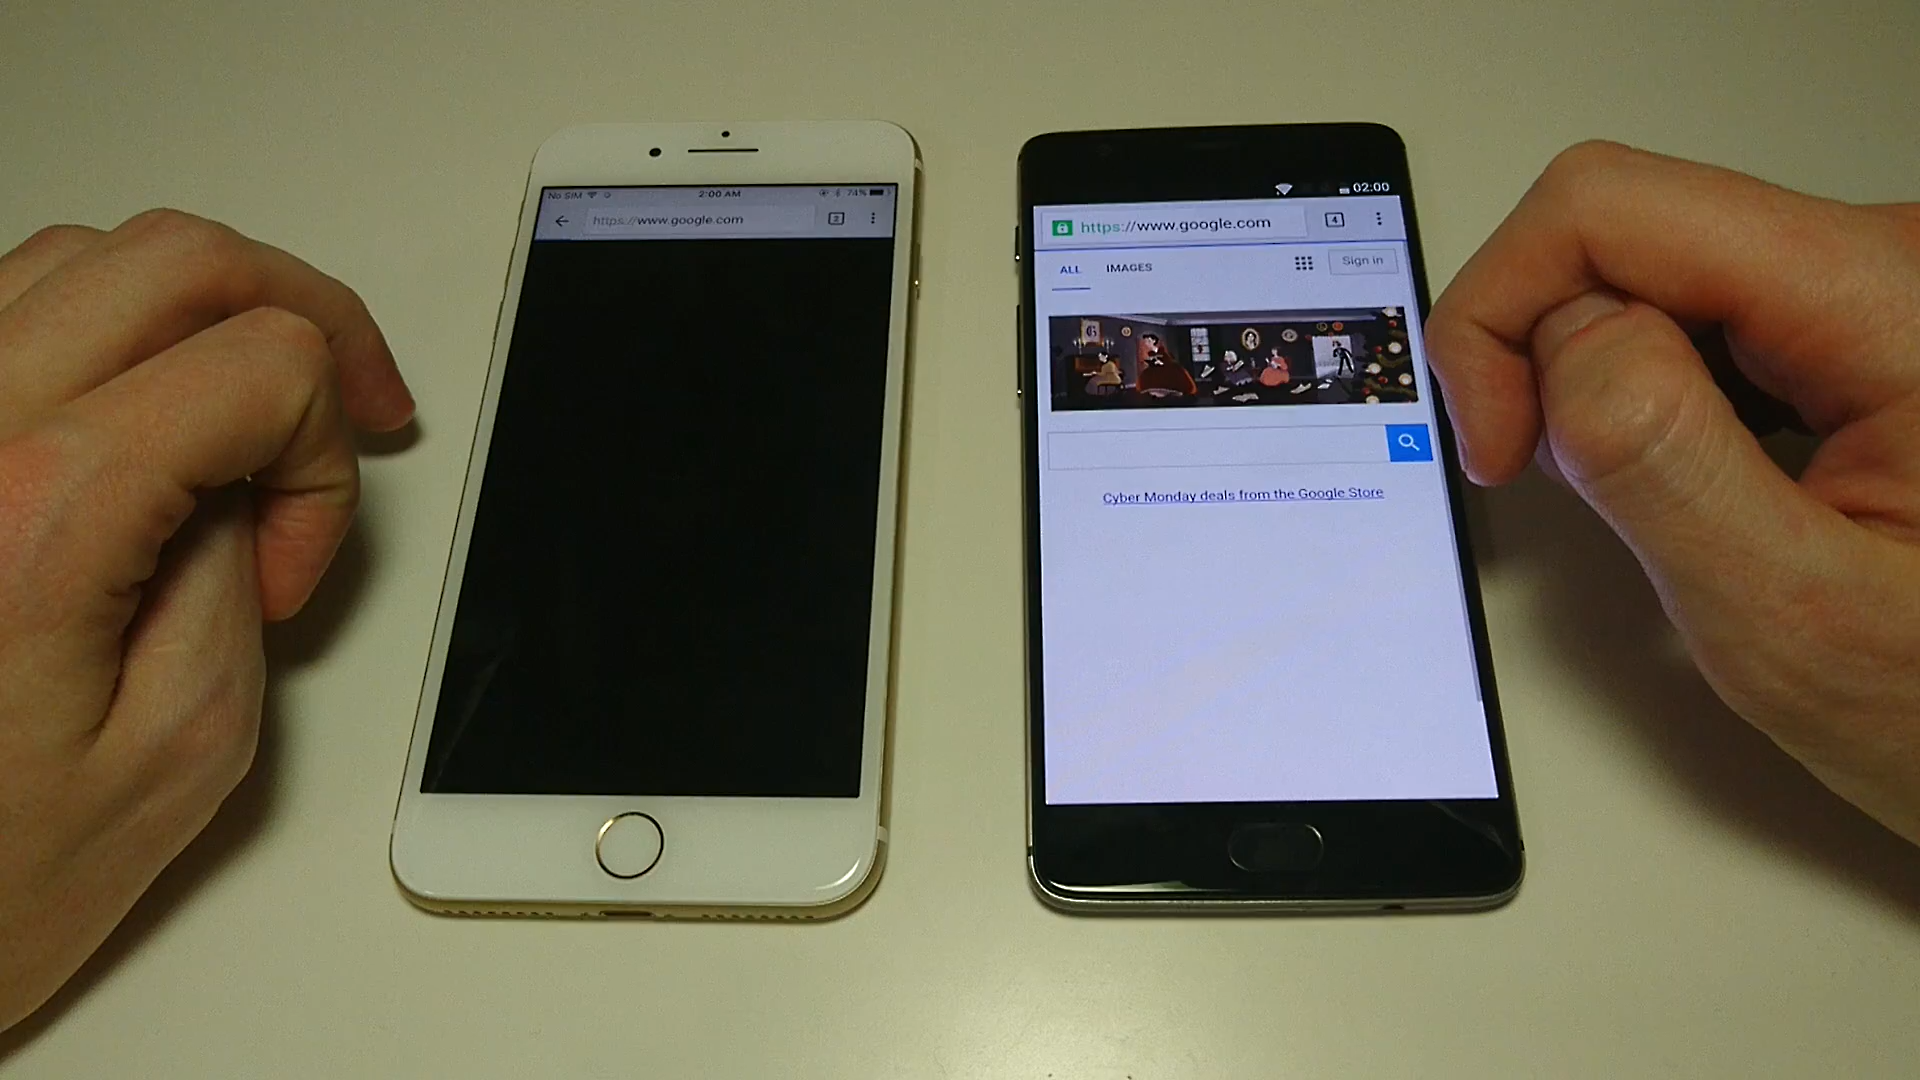 No SIM 2:00 AM 74%
https://www.google.com 2
02:00
https://www.google.com 4
ALL IMAGES Sign in
G
Cyber Monday deals from the Google Store